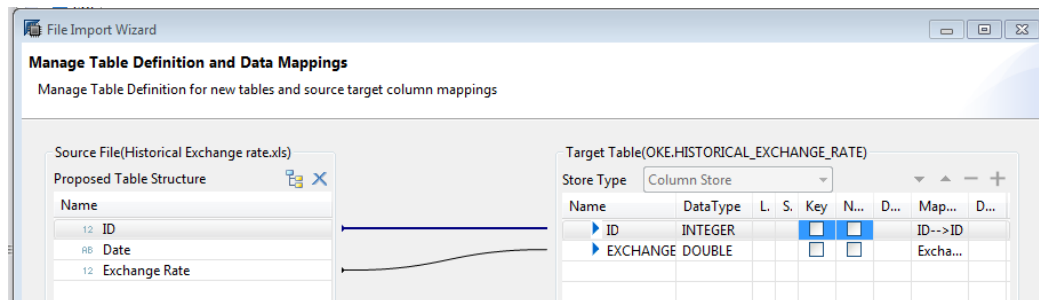 File Import Wizard
Manage Table Definition and Data Mappings
Manage Table Definition for new tables and source target column mappings
Source File(Historical Exchange rate.xls)
Proposed Table Structure
Name
12 ID
AB Date
12 Exchange Rate
Target Table(OKE.HISTORICAL_EXCHANGE_RATE)
Store Type Column Store
Name DataType L. S. Key N... D... Map... D...
ID INTEGER ID-->ID
EXCHANGE DOUBLE Excha...